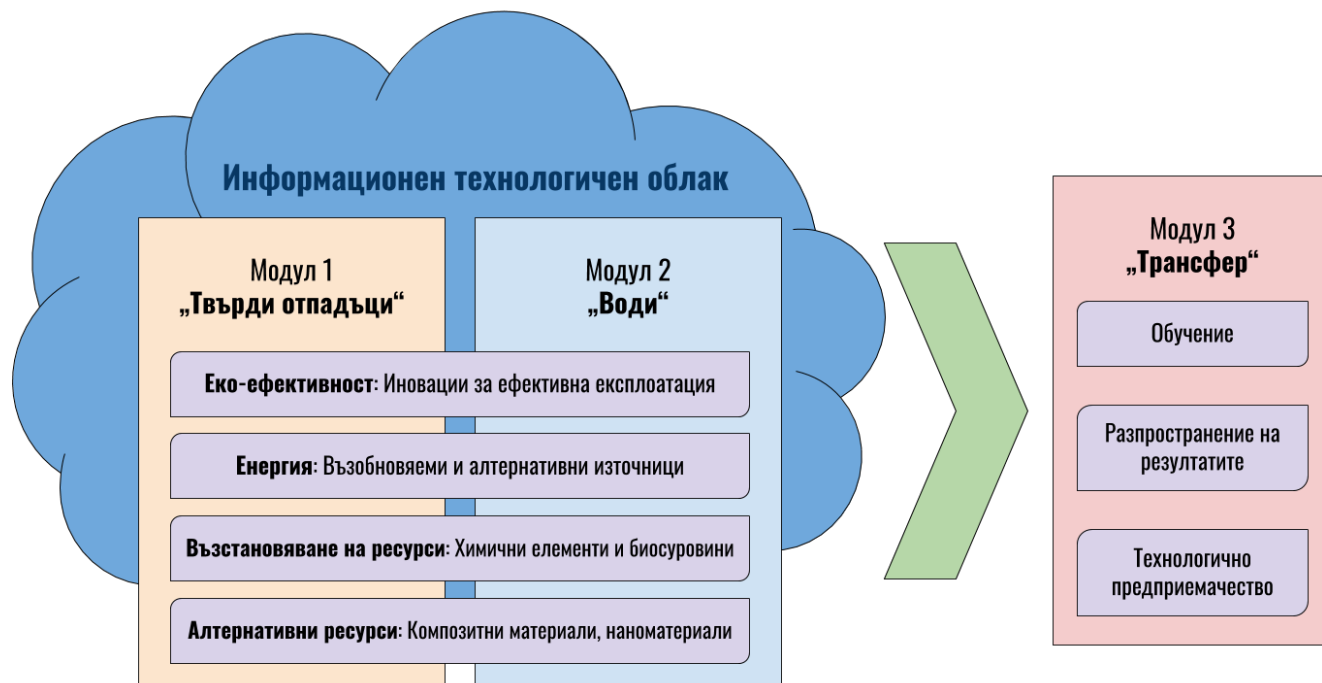 Информационен технологичен облак
Модул 1
„Твърди отпадъци“
Модул 2
„Води“
Еко-ефективност: Иновации за ефективна експлоатация
Енергия: Възобновяеми и алтернативни източници
Възстановяване на ресурси: Химични елементи и биосуровини
Алтернативни ресурси: Композитни материали, наноматериали
Модул 3
„Трансфер“
Обучение
Разпространение на
резултатите
Технологично
предприемачество